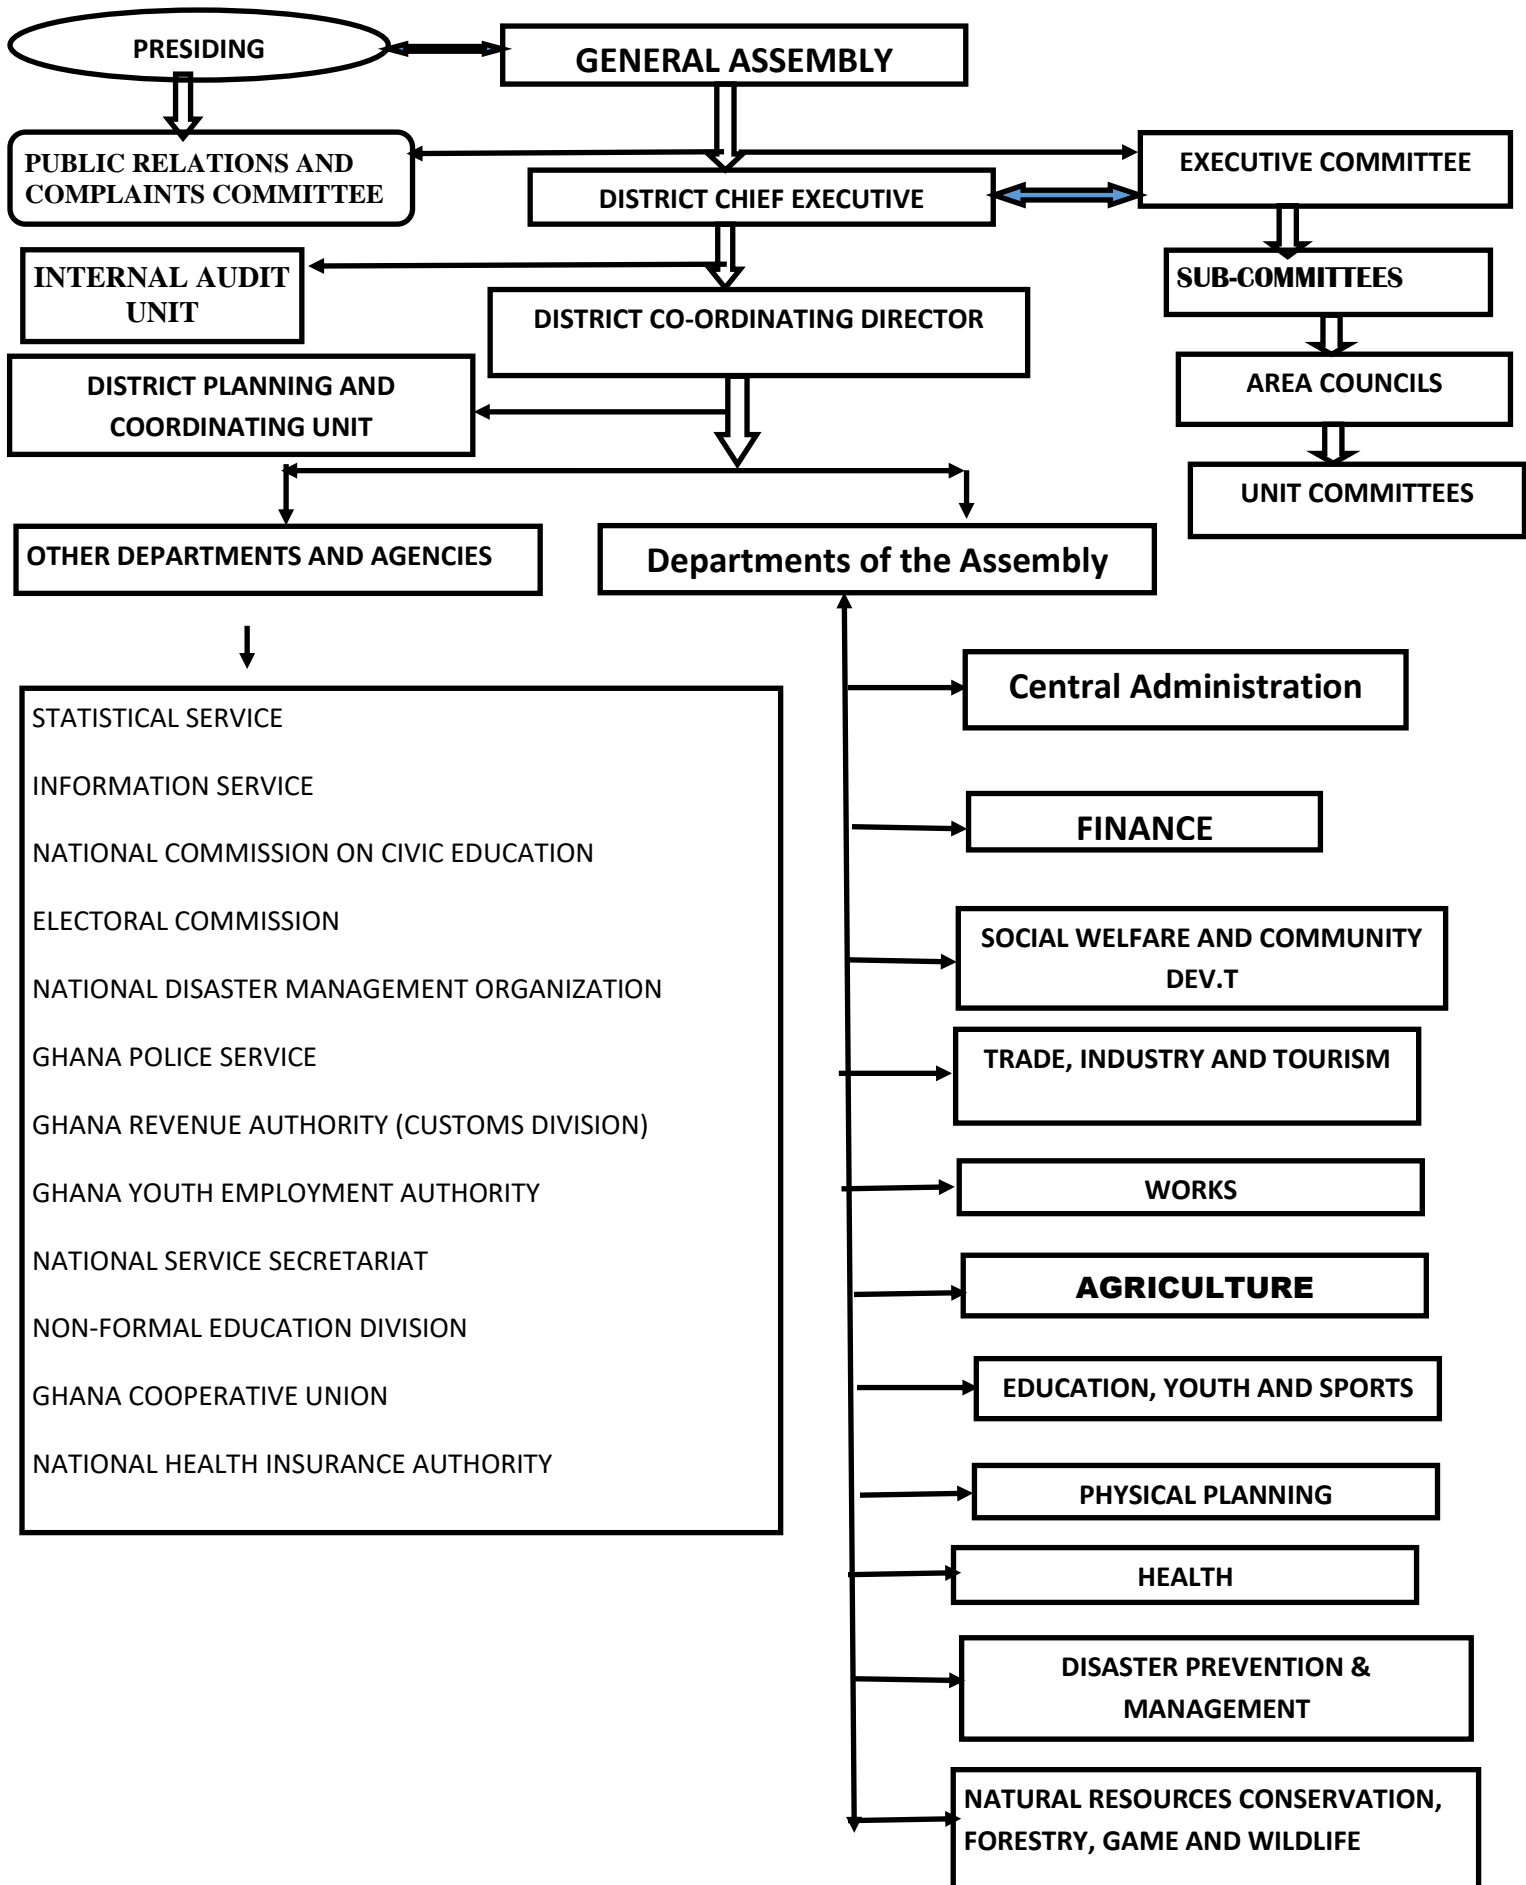 PRESIDING
GENERAL ASSEMBLY
PUBLIC RELATIONS AND
COMPLAINTS COMMITTEE
EXECUTIVE COMMITTEE
DISTRICT CHIEF EXECUTIVE
INTERNAL AUDIT
UNIT
SUB-COMMITTEES
DISTRICT CO-ORDINATING DIRECTOR
DISTRICT PLANNING AND
COORDINATING UNIT
AREA COUNCILS
UNIT COMMITTEES
OTHER DEPARTMENTS AND AGENCIES
Departments of the Assembly
STATISTICAL SERVICE
INFORMATION SERVICE
NATIONAL COMMISSION ON CIVIC EDUCATION
ELECTORAL COMMISSION
NATIONAL DISASTER MANAGEMENT ORGANIZATION
GHANA POLICE SERVICE
GHANA REVENUE AUTHORITY (CUSTOMS DIVISION)
GHANA YOUTH EMPLOYMENT AUTHORITY
NATIONAL SERVICE SECRETARIAT
NON-FORMAL EDUCATION DIVISION
GHANA COOPERATIVE UNION
NATIONAL HEALTH INSURANCE AUTHORITY
Central Administration
FINANCE
SOCIAL WELFARE AND COMMUNITY
DEV.T
TRADE, INDUSTRY AND TOURISM
WORKS
AGRICULTURE
EDUCATION, YOUTH AND SPORTS
PHYSICAL PLANNING
HEALTH
DISASTER PREVENTION &
MANAGEMENT
NATURAL RESOURCES CONSERVATION,
FORESTRY, GAME AND WILDLIFE